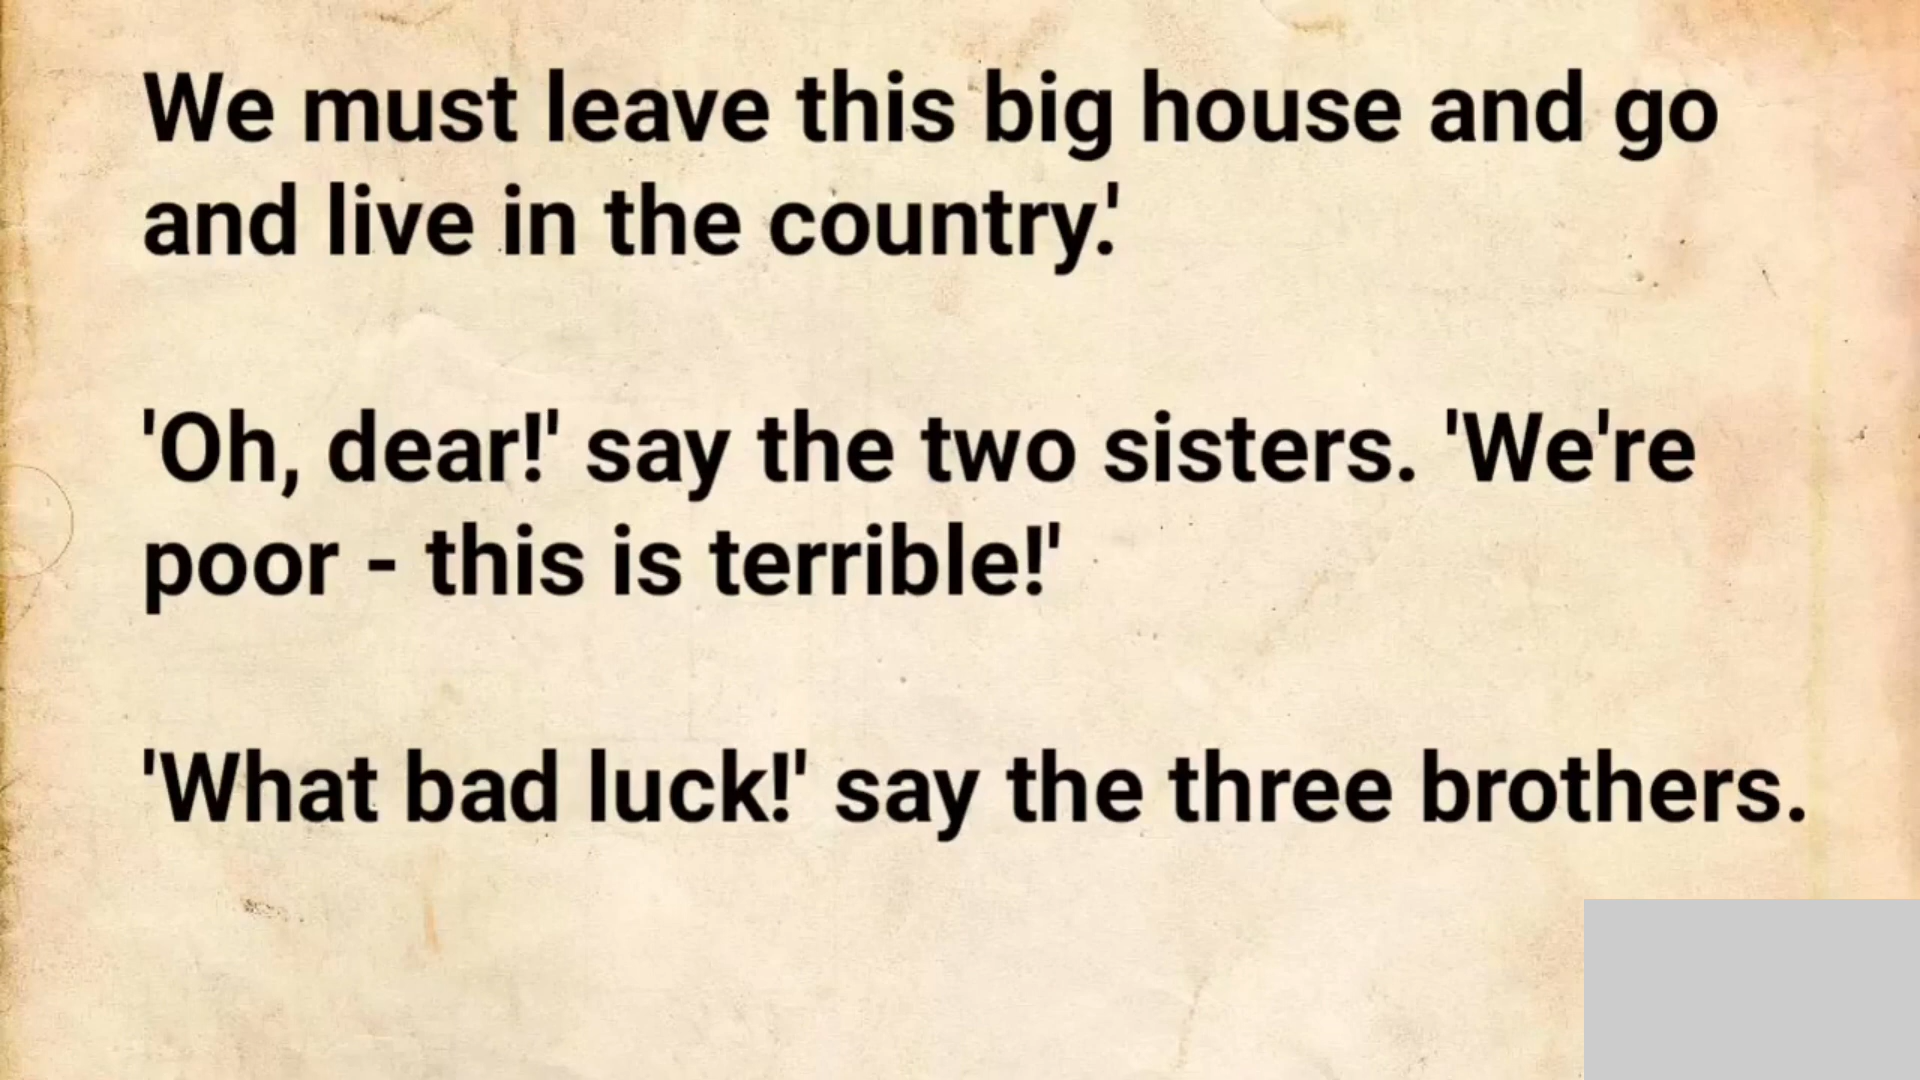 We must leave this big house and go
and live in the country.'
'Oh, dear!' say the two sisters. 'We're
poor - this is terrible!'
'What bad luck!' say the three brothers.